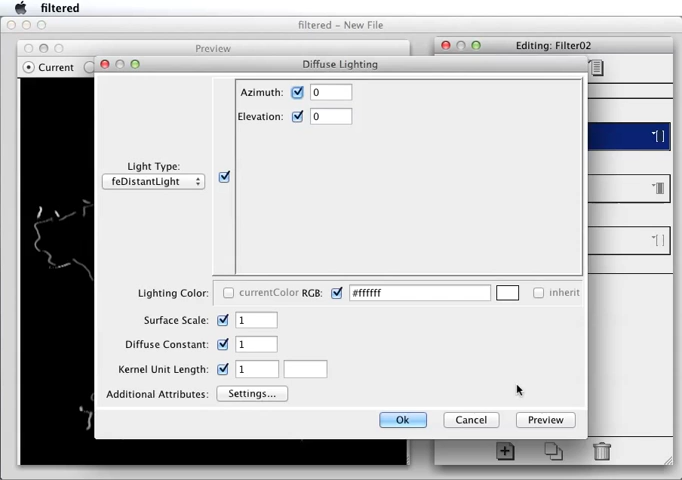 filtered
filtered – New File
Preview
Editing: Filter02
Current
Diffuse Lighting
Azimuth: 0
Elevation: 0
Light Type:
feDistantLight
Lighting Color: currentColor RGB: #ffffff inherit
Surface Scale: 1
Diffuse Constant: 1
Kernel Unit Length: 1
Additional Attributes: Settings...
Ok Cancel Preview